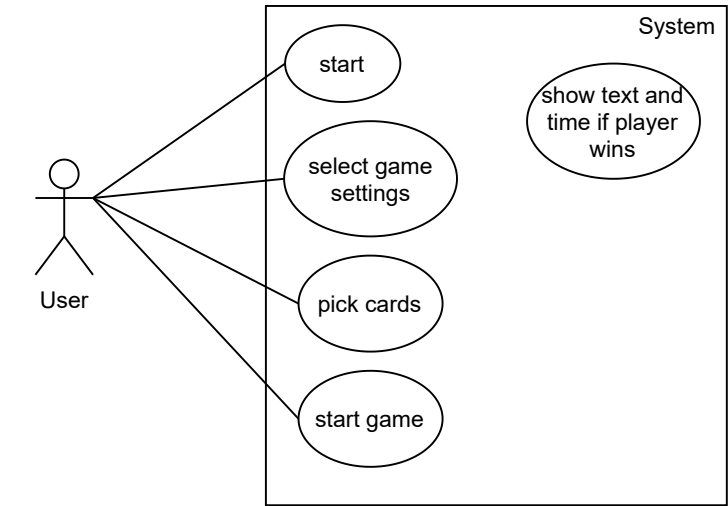 System
start
show text and
time if player
wins
select game
settings
pick cards
User
start game